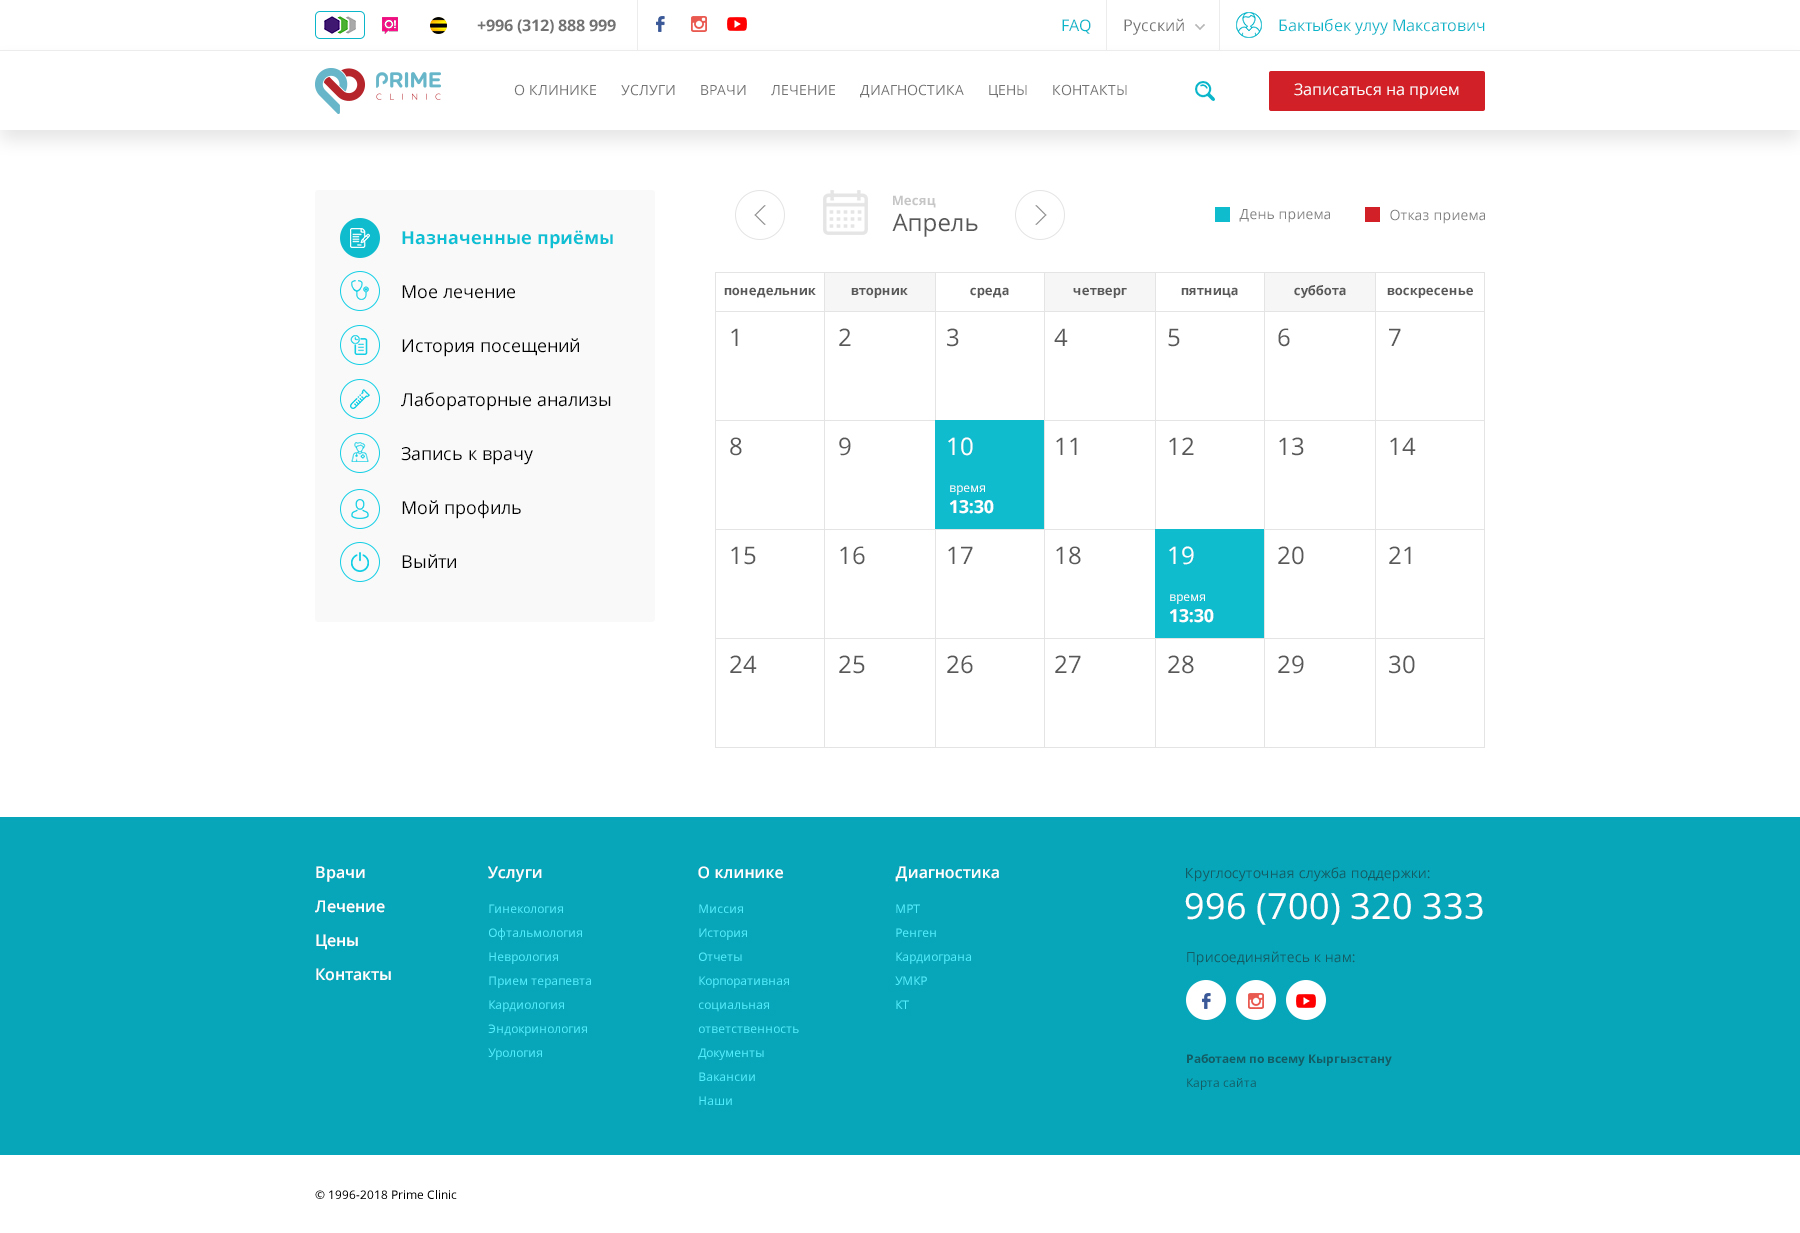 +996 (312) 888 999
FAQ
Русский
Бактыбек улуу Максатович
PRIME
CLINIC
О КЛИНИКЕ УСЛУГИ ВРАЧИ ЛЕЧЕНИЕ ДИАГНОСТИКА ЦЕНЫ КОНТАКТЫ
Записаться на прием
Назначенные приёмы
Мое лечение
История посещений
Лабораторные анализы
Запись к врачу
Мой профиль
Выйти
Месяц
Апрель
День приема
Отказ приема
понедельник вторник среда четверг пятница суббота воскресенье
1 2 3 4 5 6 7
8 9 10 11 12 13 14
время
13:30
15 16 17 18 19 20 21
время
13:30
24 25 26 27 28 29 30
Врачи
Лечение
Цены
Контакты
Услуги
Гинекология
Офтальмология
Неврология
Прием терапевта
Кардиология
Эндокринология
Урология
О клинике
Миссия
История
Отчеты
Корпоративная
социальная
ответственность
Документы
Вакансии
Наши
Диагностика
МРТ
Ренген
Кардиограна
УМКР
КТ
Круглосуточная служба поддержки:
996 (700) 320 333
Присоединяйтесь к нам:
Работаем по всему Кыргызстану
Карта сайта
© 1996-2018 Prime Clinic